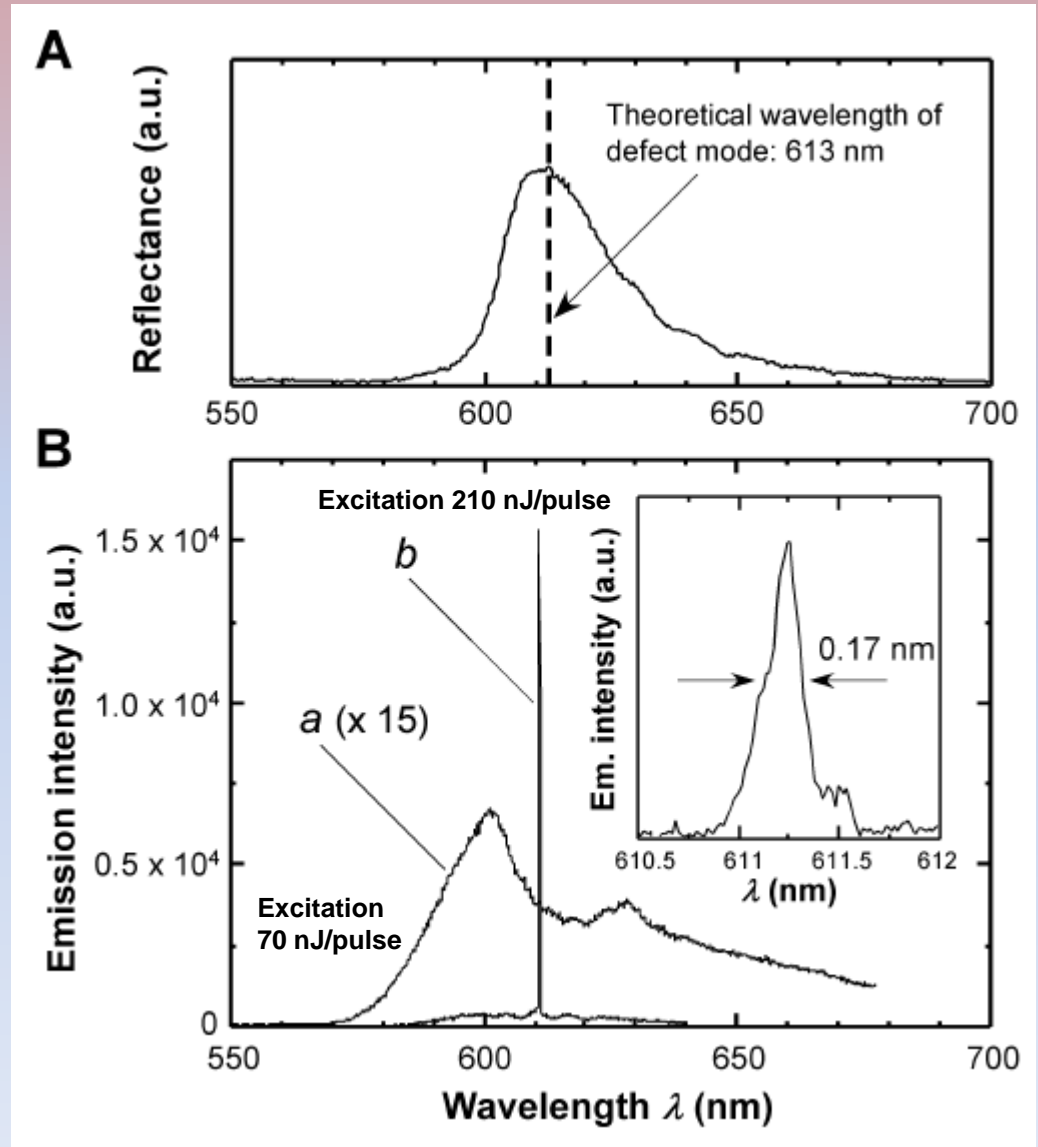 A
Reflectance (a.u.)
Theoretical wavelength of
defect mode: 613 nm
550
600
650
700
B
Emission intensity (a.u.)
1.5 x 10⁴
1.0 x 10⁴
0.5 x 10⁴
0
Excitation 210 nJ/pulse
b
a (x 15)
Excitation
70 nJ/pulse
Em. intensity (a.u.)
0.17 nm
610.5
611
611.5
612
λ (nm)
550
600
650
700
Wavelength λ (nm)